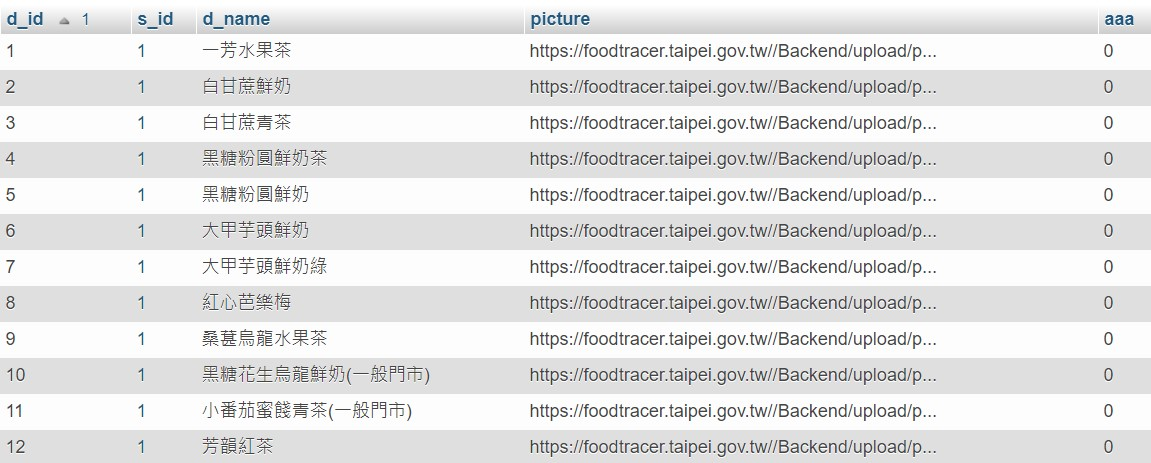 d_id 1 s_id d_name picture aaa
1 1 一芳水果茶 https://foodtracer.taipei.gov.tw//Backend/upload/p... 0
2 1 白甘蔗鮮奶 https://foodtracer.taipei.gov.tw//Backend/upload/p... 0
3 1 白甘蔗青茶 https://foodtracer.taipei.gov.tw//Backend/upload/p... 0
4 1 黑糖粉圓鮮奶茶 https://foodtracer.taipei.gov.tw//Backend/upload/p... 0
5 1 黑糖粉圓鮮奶 https://foodtracer.taipei.gov.tw//Backend/upload/p... 0
6 1 大甲芋頭鮮奶 https://foodtracer.taipei.gov.tw//Backend/upload/p... 0
7 1 大甲芋頭鮮奶綠 https://foodtracer.taipei.gov.tw//Backend/upload/p... 0
8 1 紅心芭樂梅 https://foodtracer.taipei.gov.tw//Backend/upload/p... 0
9 1 桑葚烏龍水果茶 https://foodtracer.taipei.gov.tw//Backend/upload/p... 0
10 1 黑糖花生烏龍鮮奶(一般門市) https://foodtracer.taipei.gov.tw//Backend/upload/p... 0
11 1 小番茄蜜餞青茶(一般門市) https://foodtracer.taipei.gov.tw//Backend/upload/p... 0
12 1 芳韻紅茶 https://foodtracer.taipei.gov.tw//Backend/upload/p... 0